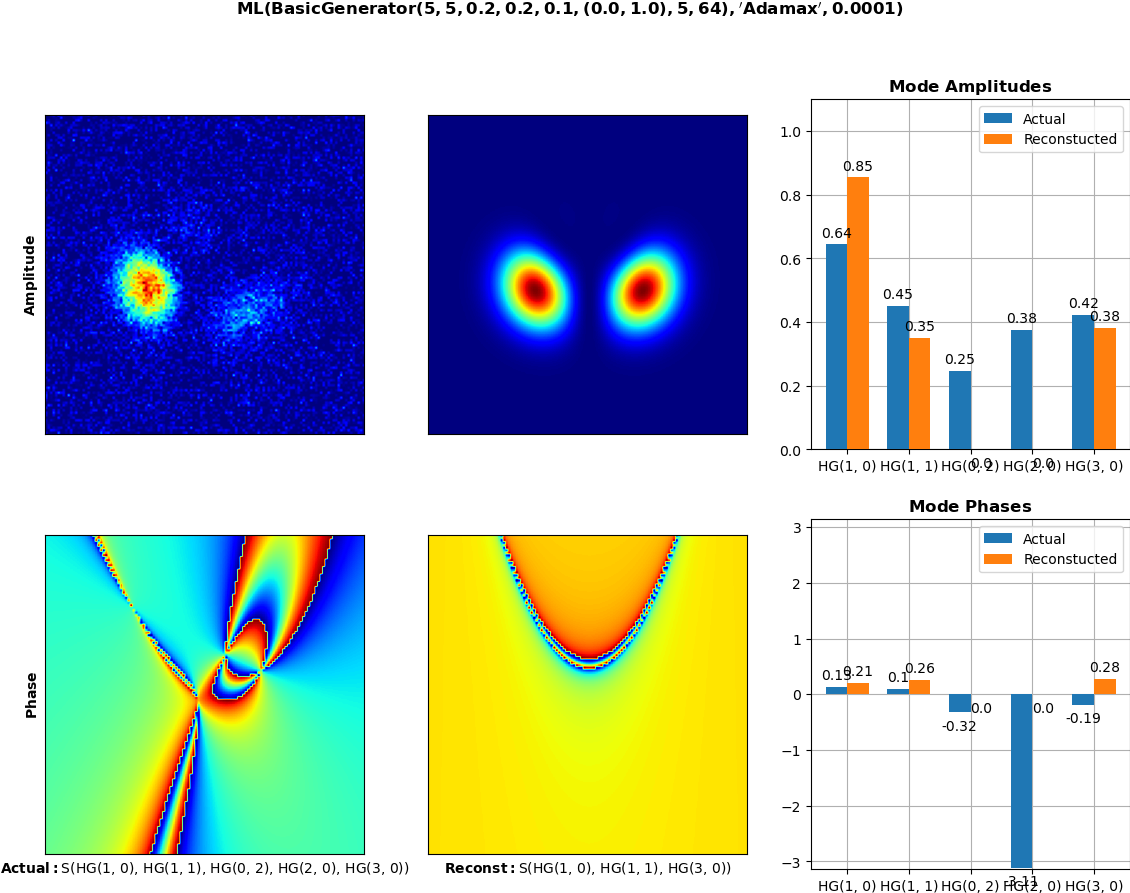 ML(BasicGenerator(5, 5, 0.2, 0.2, 0.1, (0.0, 1.0), 5, 64), ′Adamax′, 0.0001)
Amplitude
Mode Amplitudes
Actual
Reconstucted
1.0
0.8
0.6
0.4
0.2
0.0
0.64
0.85
0.45
0.35
0.25
0.0
0.38
0.0
0.42
0.38
HG(1, 0)
HG(1, 1)
HG(0, 2)
HG(2, 0)
HG(3, 0)
Phase
Actual: S(HG(1, 0), HG(1, 1), HG(0, 2), HG(2, 0), HG(3, 0))
Reconst: S(HG(1, 0), HG(1, 1), HG(3, 0))
Mode Phases
Actual
Reconstucted
3
2
1
0
−1
−2
−3
0.13
0.21
0.1
0.26
-0.32
0.0
-3.11
0.0
-0.19
0.28
HG(1, 0)
HG(1, 1)
HG(0, 2)
HG(2, 0)
HG(3, 0)